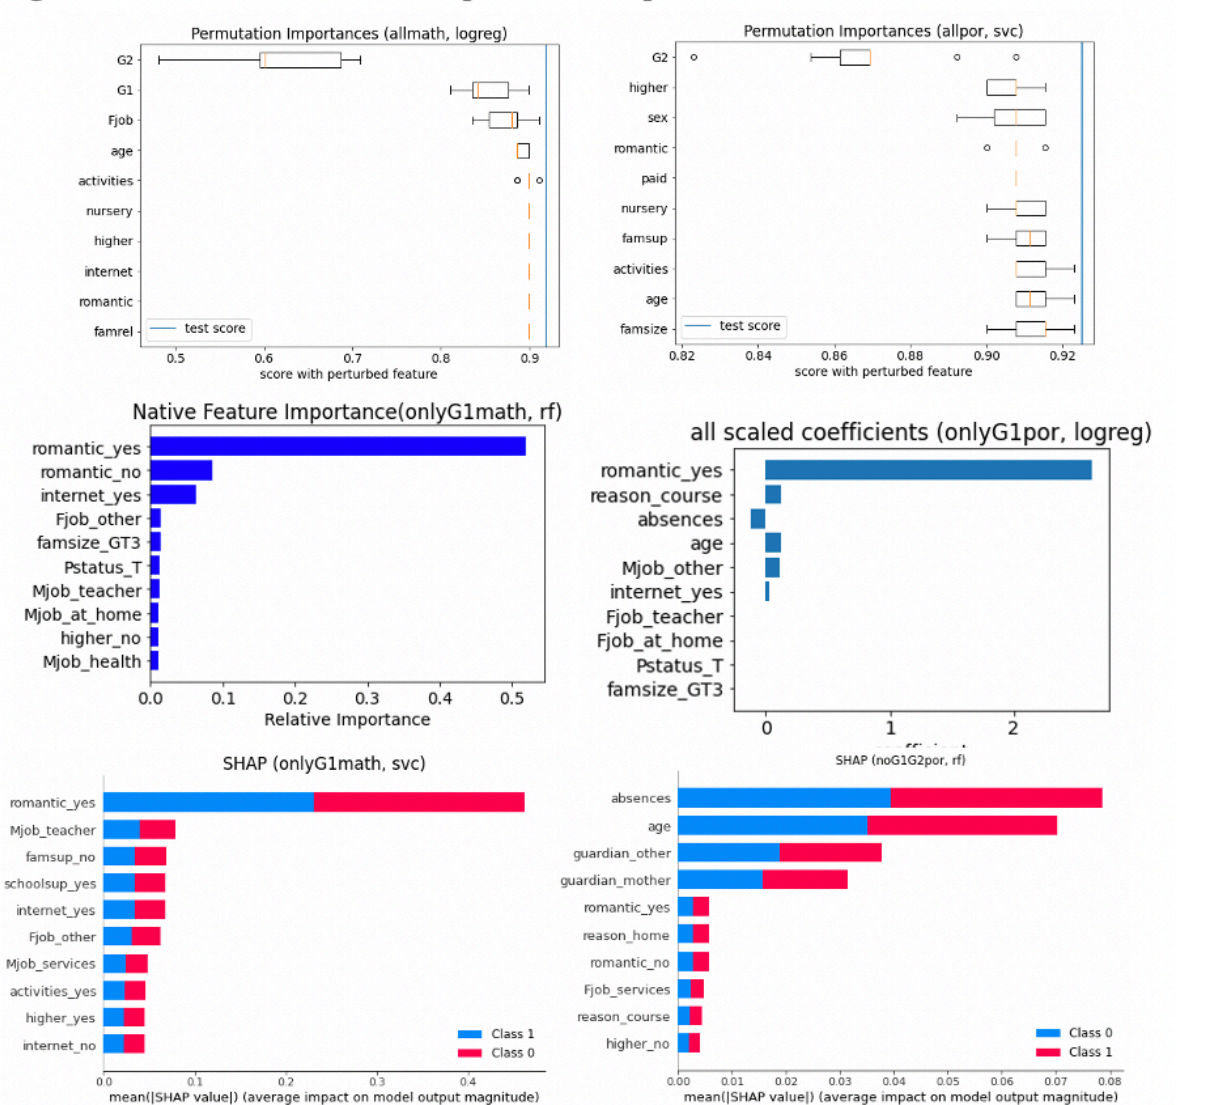 Permutation Importances (allmath, logreg)
G2
G1
Fjob
age
activities
nursery
higher
internet
romantic
famrel
test score
0.5 0.6 0.7 0.8 0.9
score with perturbed feature
Permutation Importances (allpor, svc)
G2
higher
sex
romantic
paid
nursery
famsup
activities
age
famsize
test score
0.82 0.84 0.86 0.88 0.90 0.92
score with perturbed feature
Native Feature Importance(onlyG1math, rf)
romantic_yes
romantic_no
internet_yes
Fjob_other
famsize_GT3
Pstatus_T
Mjob_teacher
Mjob_at_home
higher_no
Mjob_health
0.0 0.1 0.2 0.3 0.4 0.5
Relative Importance
all scaled coefficients (onlyG1por, logreg)
romantic_yes
reason_course
absences
age
Mjob_other
internet_yes
Fjob_teacher
Fjob_at_home
Pstatus_T
famsize_GT3
0 1 2
SHAP (onlyG1math, svc)
romantic_yes
Mjob_teacher
famsup_no
schoolsup_yes
internet_yes
Fjob_other
Mjob_services
activities_yes
higher_yes
internet_no
Class 1
Class 0
0.0 0.1 0.2 0.3 0.4
mean(|SHAP value|) (average impact on model output magnitude)
SHAP (noG1G2por, rf)
absences
age
guardian_other
guardian_mother
romantic_yes
reason_home
romantic_no
Fjob_services
reason_course
higher_no
Class 0
Class 1
0.00 0.01 0.02 0.03 0.04 0.05 0.06 0.07 0.08
mean(|SHAP value|) (average impact on model output magnitude)